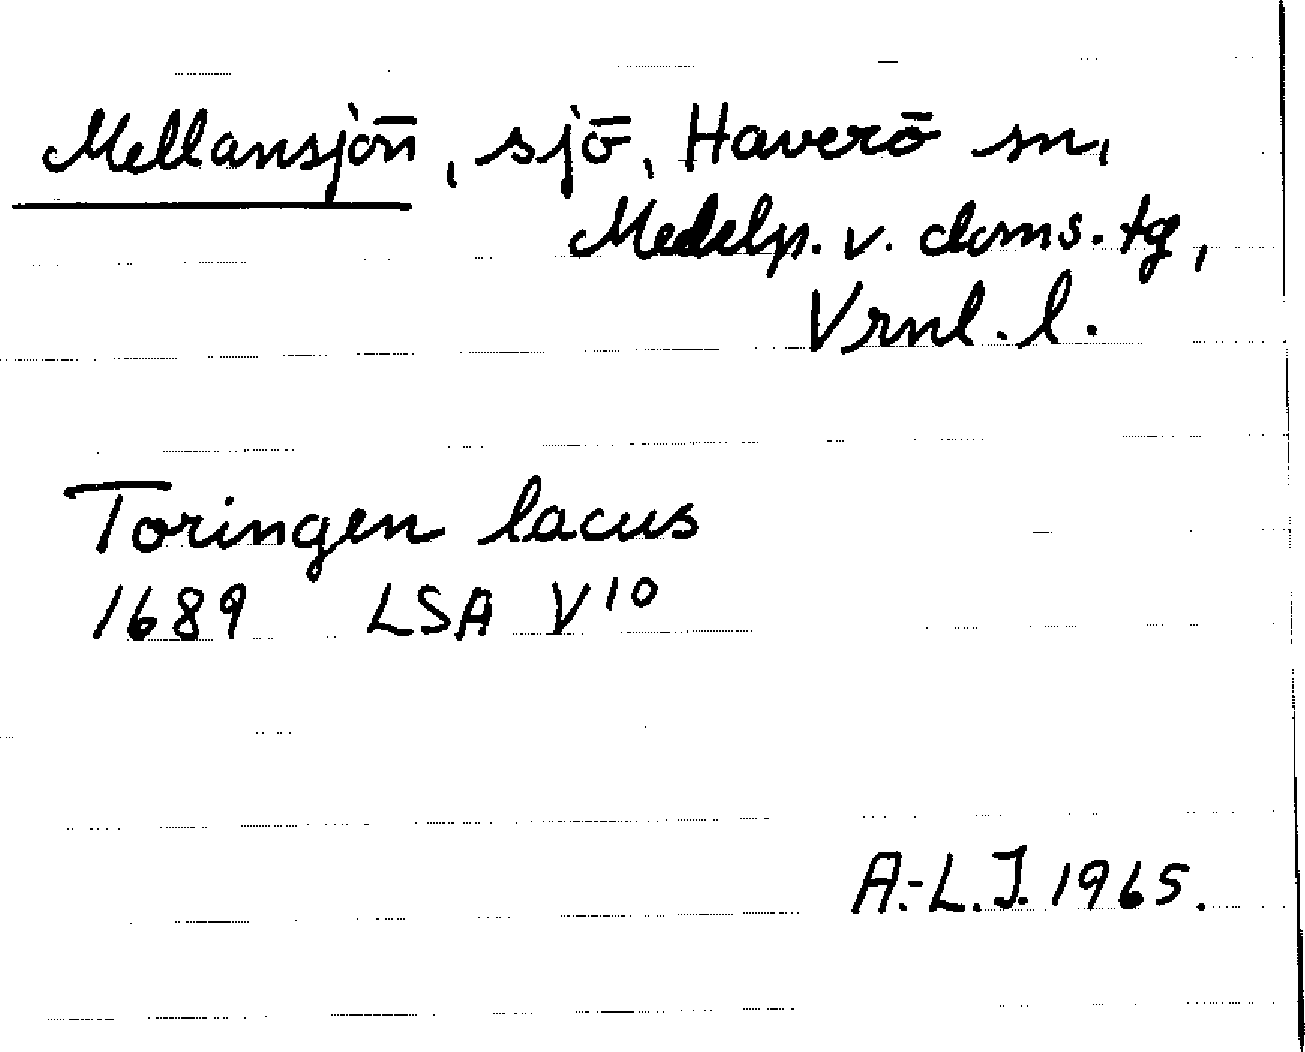 Mellansjön, sjö, Haverö sn,
Medelp. v. doms. tg,
Vrnl. l.
Toringen lacus
1689 LSA V10
A.-L.J. 1965.